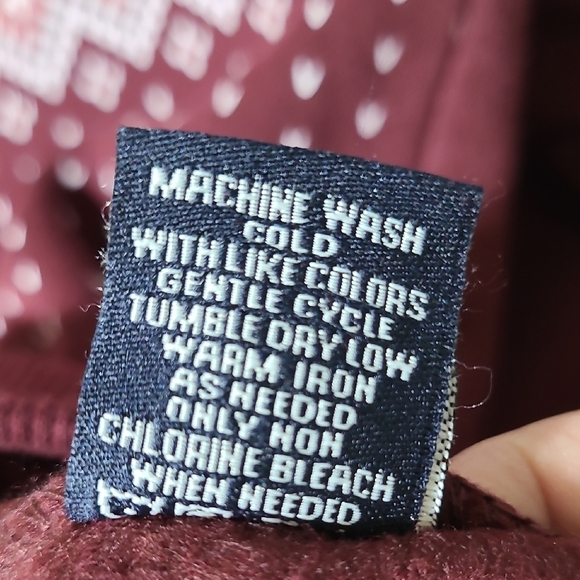 MACHINE WASH
COLD
WITH LIKE COLORS
GENTLE CYCLE
TUMBLE DRY LOW
WARM IRON
AS NEEDED
ONLY NON
CHLORINE BLEACH
WHEN NEEDED